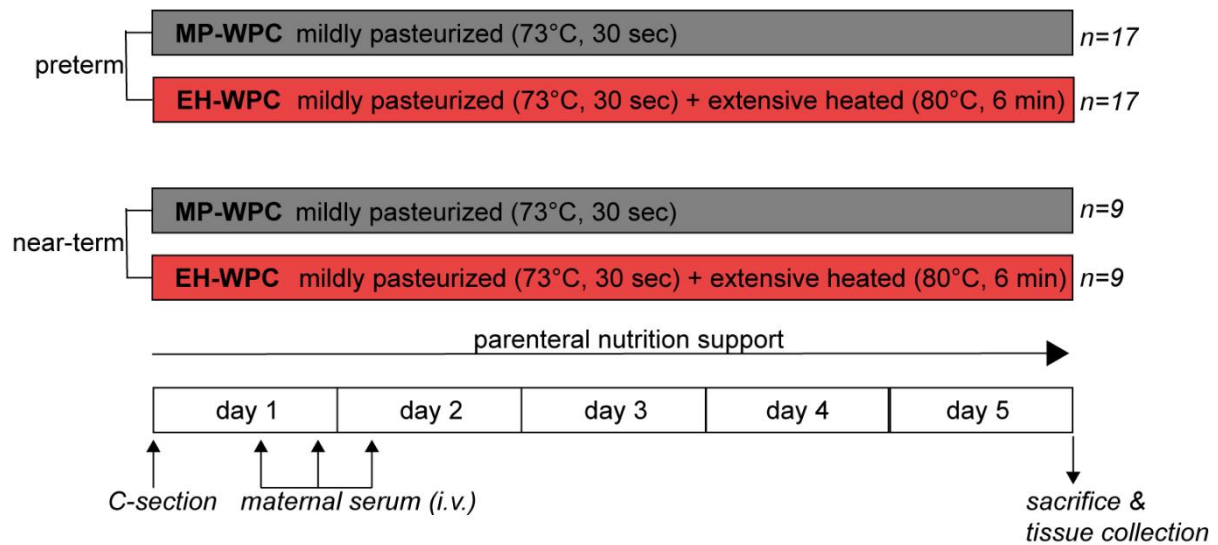 MP-WPC mildly pasteurized (73°C, 30 sec) n=17
preterm
EH-WPC mildly pasteurized (73°C, 30 sec) + extensive heated (80°C, 6 min) n=17
MP-WPC mildly pasteurized (73°C, 30 sec) n=9
near-term
EH-WPC mildly pasteurized (73°C, 30 sec) + extensive heated (80°C, 6 min) n=9
parenteral nutrition support
day 1 day 2 day 3 day 4 day 5
C-section maternal serum (i.v.) sacrifice &
tissue collection